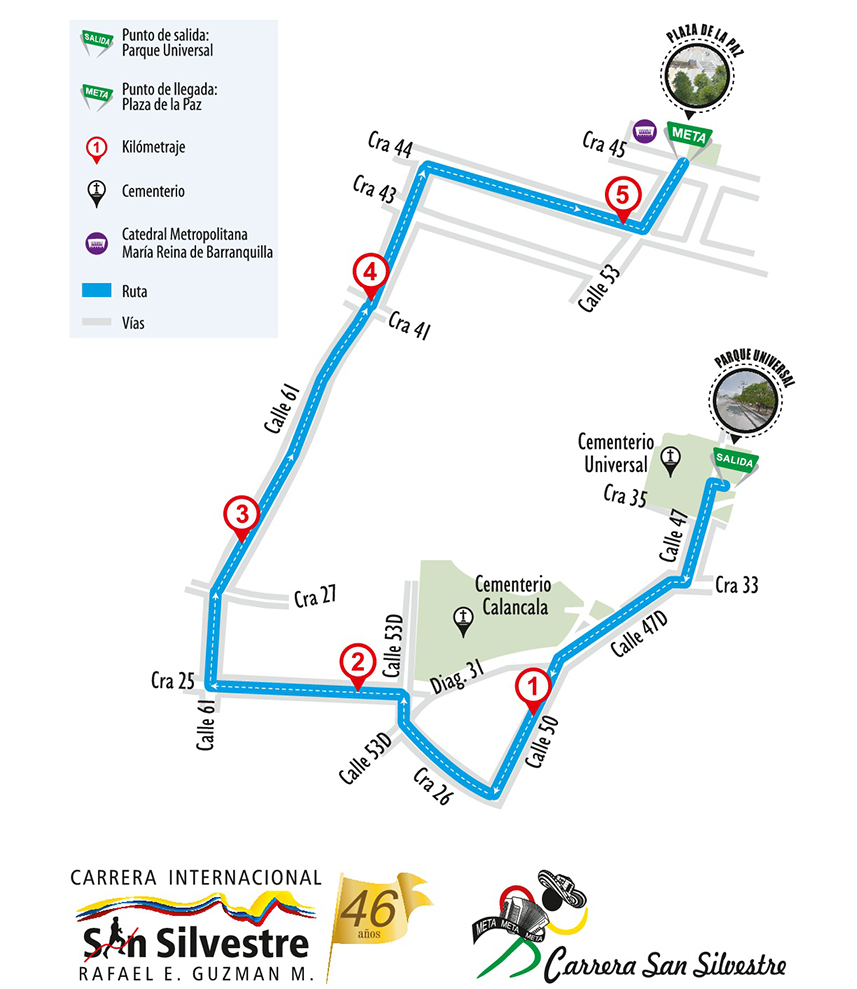 SALIDA
Punto de salida:
Parque Universal
META
Punto de llegada:
Plaza de la Paz
1
Kilómetraje
Cementerio
Catedral Metropolitana
María Reina de Barranquilla
Ruta
Vías
PLAZA DE LA PAZ
META
Cra 45
Cra 44
Cra 43
5
Calle 53
4
Cra 41
Calle 61
PARQUE UNIVERSAL
SALIDA
Cementerio
Universal
Cra 35
Calle 47
3
Cra 33
Cra 27
Cementerio
Calancala
Calle 47D
Calle 53D
Diag. 31
2
1
Cra 25
Calle 61
Calle 50
Calle 53D
Cra 26
CARRERA INTERNACIONAL
San Silvestre
RAFAEL E. GUZMAN M.
46
años
META META META
Carrera San Silvestre